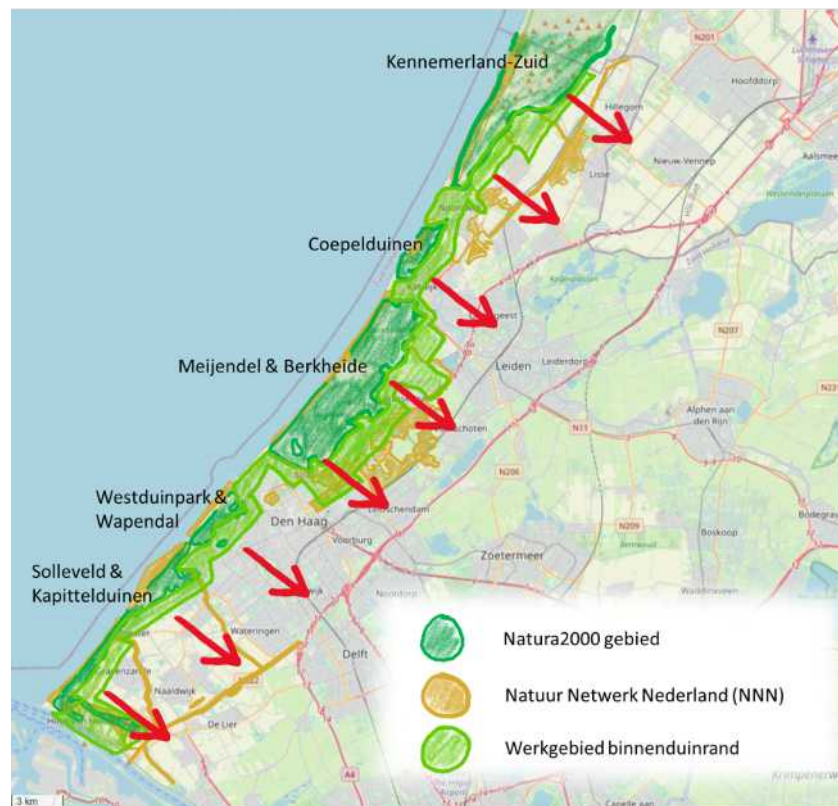 Kennemerland-Zuid
N201
Hoofddorp
Hillegom
Aalsmeer
Nieuw-Vennep
Lisse
Coepelduinen
N207
Meijendel & Berkheide
Leiden
Leiderdorp
Alphen aan
den Rijn
N11
N206
Westduinpark &
Wapendal
Den Haag
Voorburg
Zoetermeer
N209
Boskoop
Bodegrav
Solleveld &
Kapittelduinen
Wateringen
Delft
Naaldwijk
De Lier
Natura2000 gebied
Natuur Netwerk Nederland (NNN)
Werkgebied binnenduinrand
A4
3 km